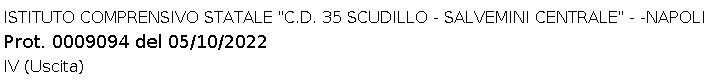 ISTITUTO COMPRENSIVO STATALE "C.D. 35 SCUDILLO - SALVEMINI CENTRALE" - -NAPOLI
Prot. 0009094 del 05/10/2022
IV (Uscita)